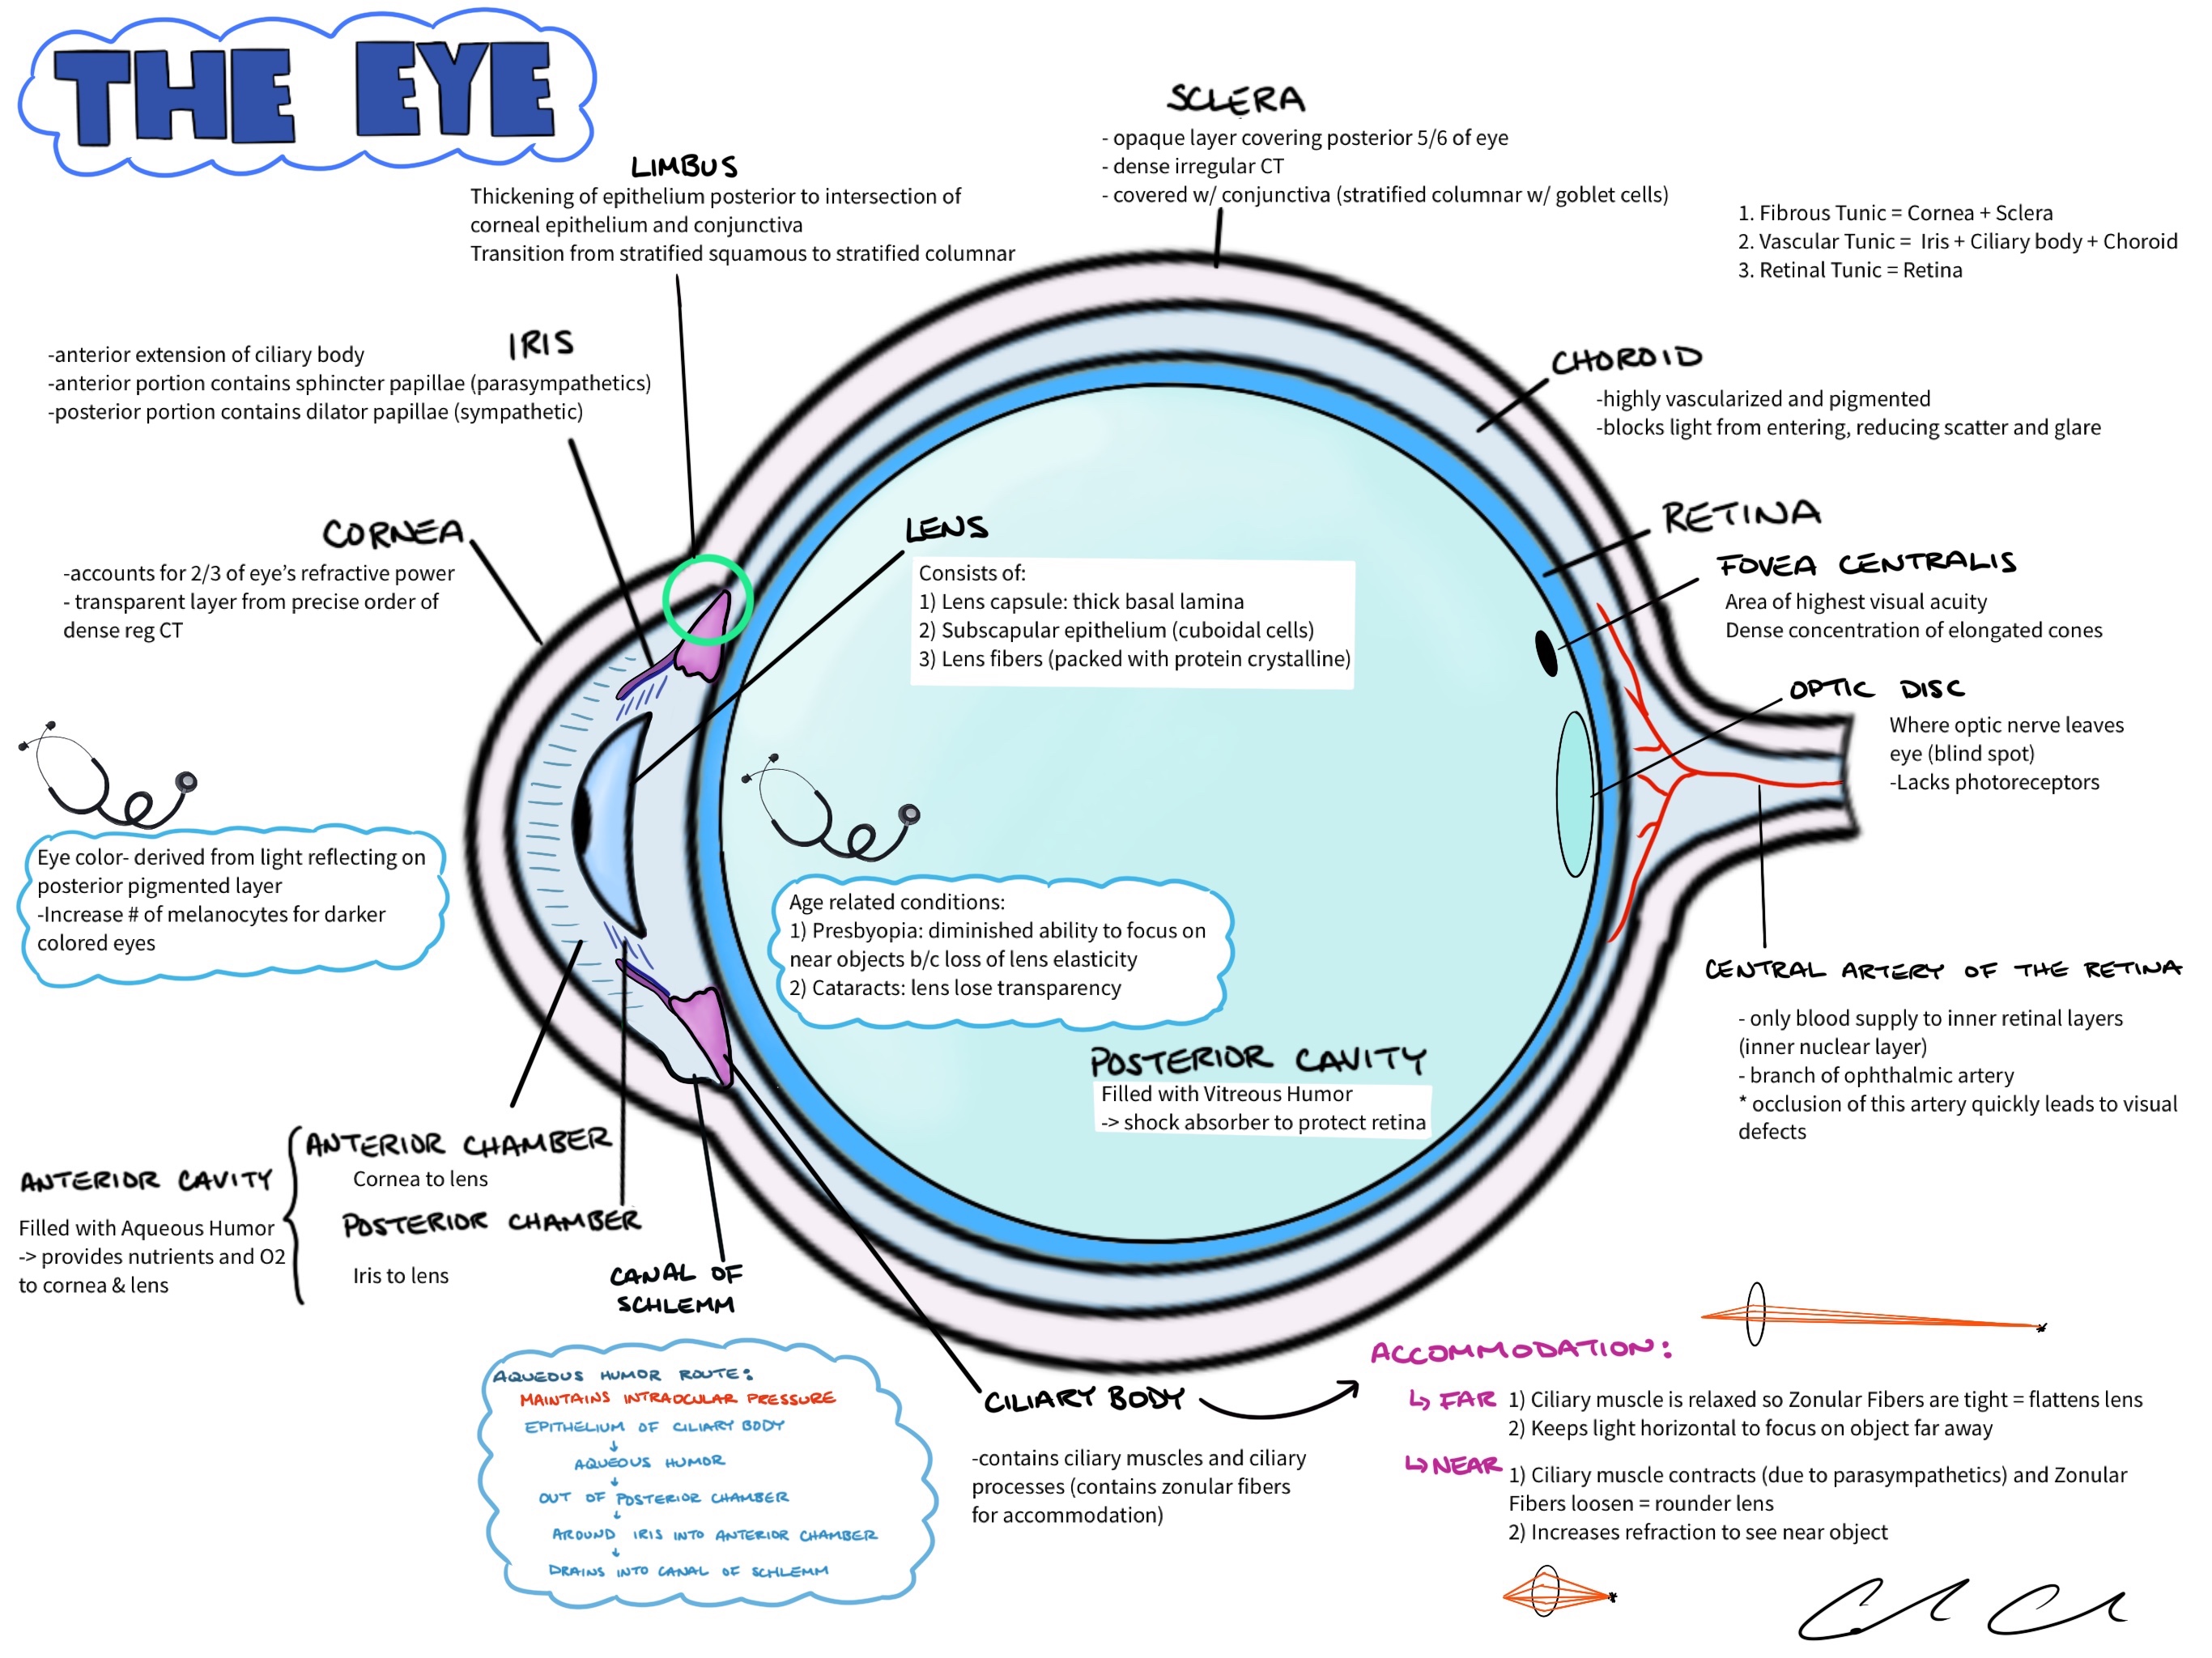 THE EYE
LIMBUS
Thickening of epithelium posterior to intersection of
corneal epithelium and conjunctiva
Transition from stratified squamous to stratified columnar
SCLERA
- opaque layer covering posterior 5/6 of eye
- dense irregular CT
- covered w/ conjunctiva (stratified columnar w/ goblet cells)
1. Fibrous Tunic = Cornea + Sclera
2. Vascular Tunic = Iris + Ciliary body + Choroid
3. Retinal Tunic = Retina
IRIS
-anterior extension of ciliary body
-anterior portion contains sphincter papillae (parasympathetics)
-posterior portion contains dilator papillae (sympathetic)
CHOROID
-highly vascularized and pigmented
-blocks light from entering, reducing scatter and glare
CORNEA
-accounts for 2/3 of eye's refractive power
- transparent layer from precise order of
dense reg CT
LENS
Consists of:
1) Lens capsule: thick basal lamina
2) Subscapular epithelium (cuboidal cells)
3) Lens fibers (packed with protein crystalline)
RETINA
FOVEA CENTRALIS
Area of highest visual acuity
Dense concentration of elongated cones
OPTIC DISC
Where optic nerve leaves
eye (blind spot)
-Lacks photoreceptors
Eye color- derived from light reflecting on
posterior pigmented layer
-Increase # of melanocytes for darker
colored eyes
Age related conditions:
1) Presbyopia: diminished ability to focus on
near objects b/c loss of lens elasticity
2) Cataracts: lens lose transparency
CENTRAL ARTERY OF THE RETINA
- only blood supply to inner retinal layers
(inner nuclear layer)
- branch of ophthalmic artery
* occlusion of this artery quickly leads to visual
defects
POSTERIOR CAVITY
Filled with Vitreous Humor
-> shock absorber to protect retina
ANTERIOR CAVITY
Filled with Aqueous Humor
-> provides nutrients and O2
to cornea & lens
ANTERIOR CHAMBER
Cornea to lens
POSTERIOR CHAMBER
Iris to lens
CANAL OF
SCHLEMM
AQUEOUS HUMOR ROUTE:
MAINTAINS INTRAOCULAR PRESSURE
EPITHELIUM OF CILIARY BODY
↓
AQUEOUS HUMOR
↓
OUT OF POSTERIOR CHAMBER
↓
AROUND IRIS INTO ANTERIOR CHAMBER
↓
DRAINS INTO CANAL OF SCHLEMM
CILIARY BODY
-contains ciliary muscles and ciliary
processes (contains zonular fibers
for accommodation)
ACCOMMODATION:
↳ FAR 1) Ciliary muscle is relaxed so Zonular Fibers are tight = flattens lens
2) Keeps light horizontal to focus on object far away
↳ NEAR 1) Ciliary muscle contracts (due to parasympathetics) and Zonular
Fibers loosen = rounder lens
2) Increases refraction to see near object